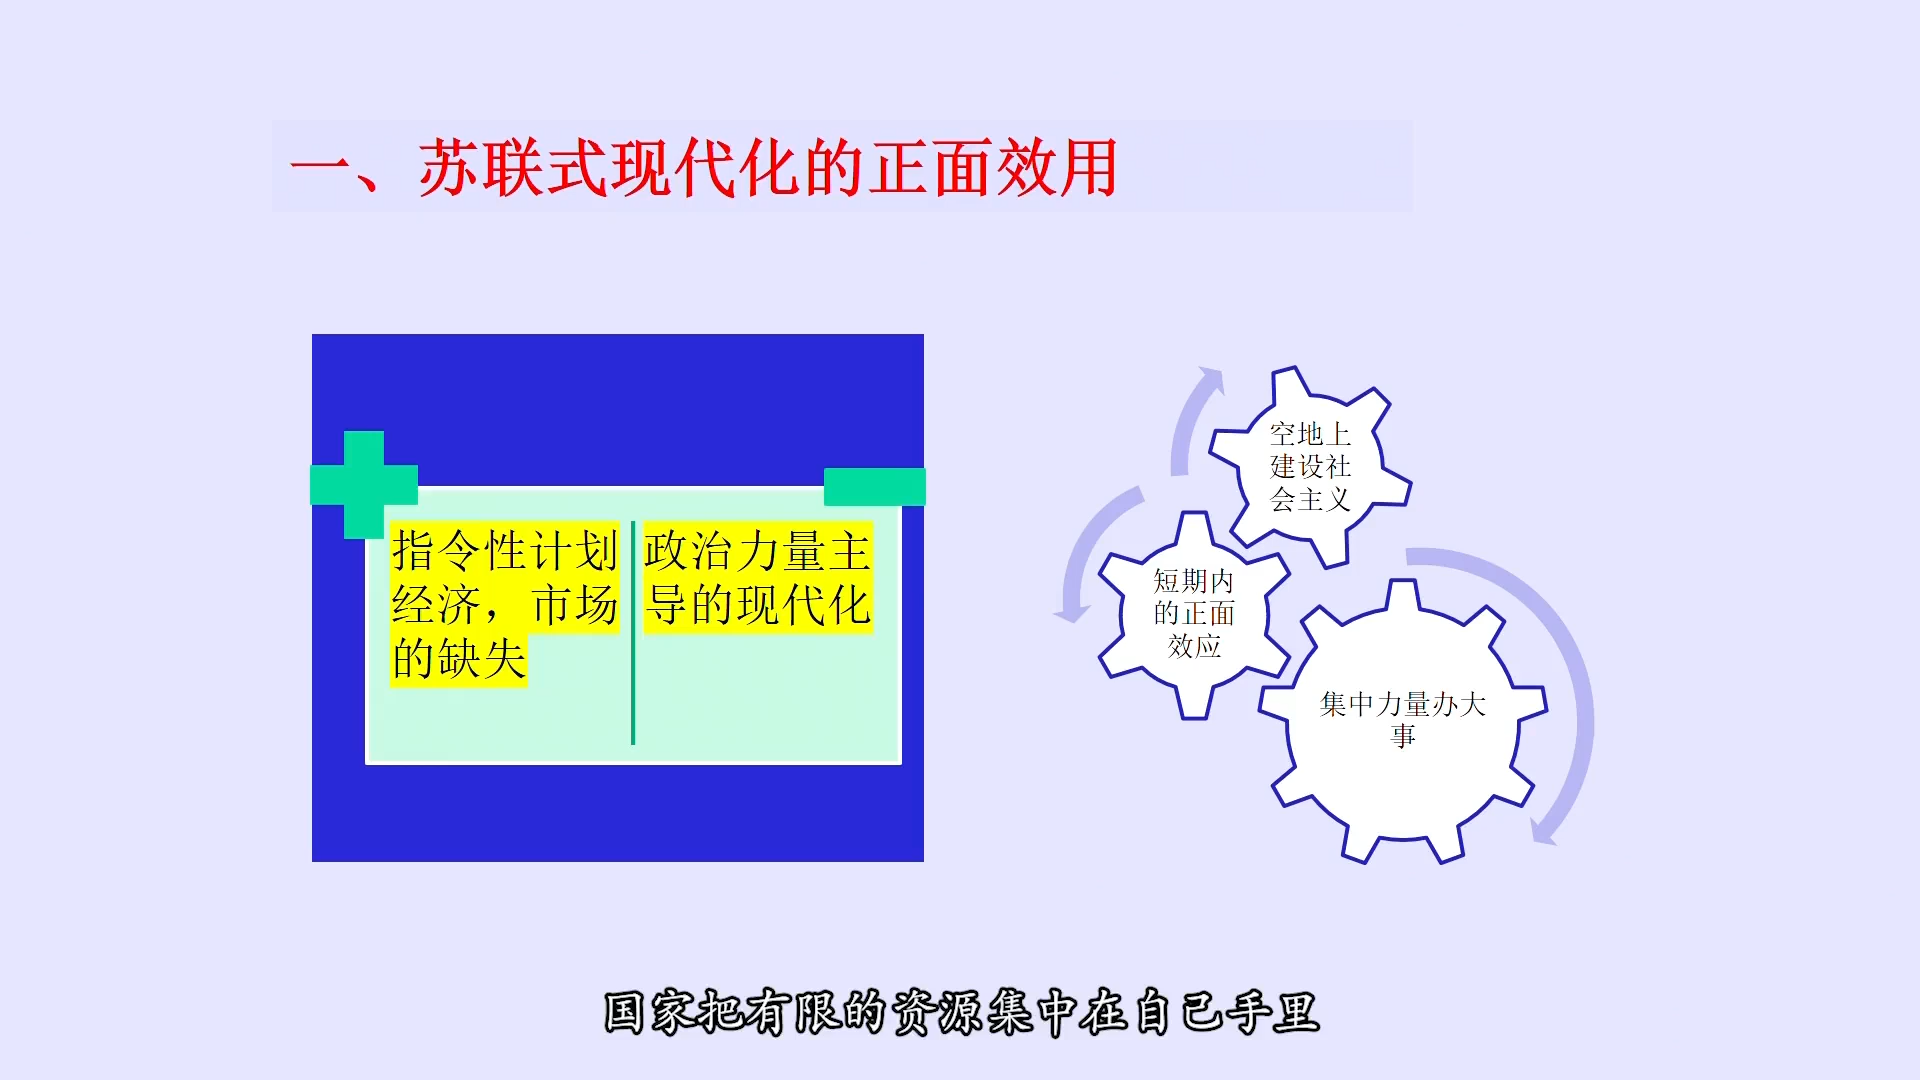 一、苏联式现代化的正面效用
指令性计划
经济，市场
的缺失
政治力量主
导的现代化
空地上
建设社
会主义
短期内
的正面
效应
集中力量办大
事
国家把有限的资源集中在自己手里